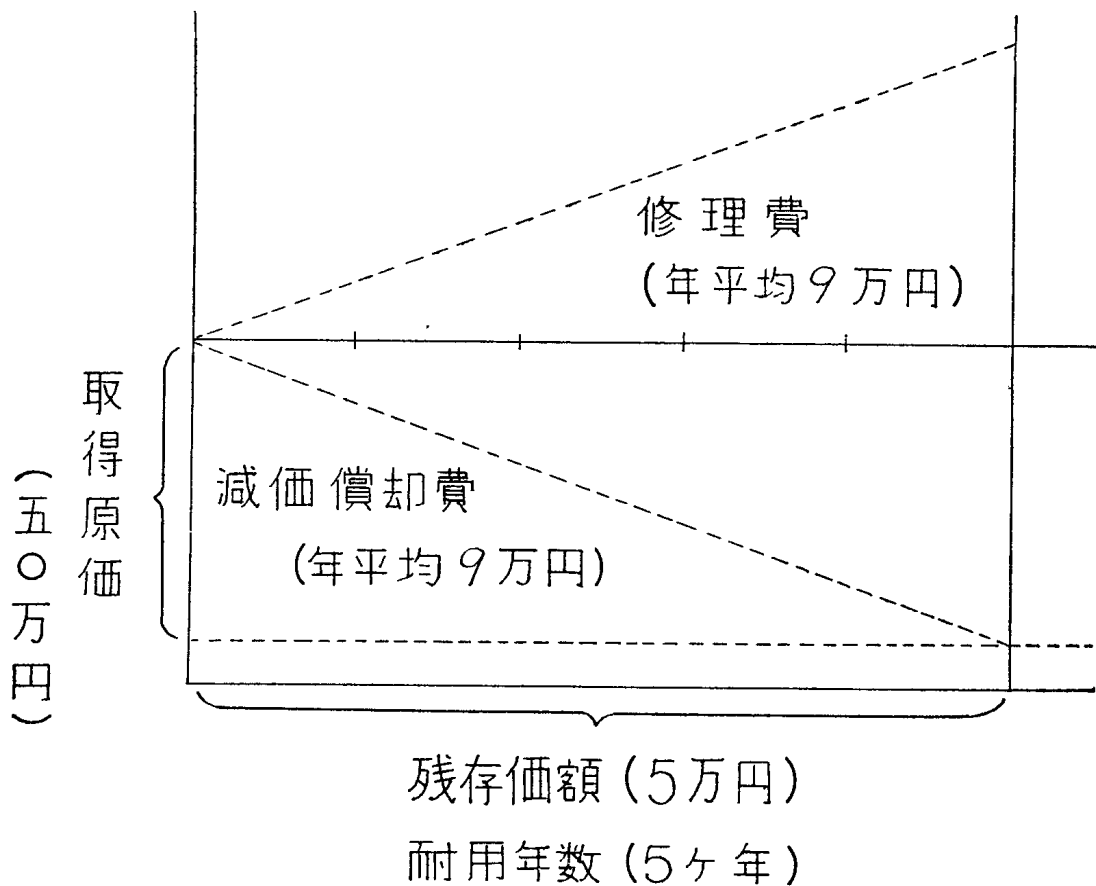 修理費
(年平均9万円)
取得原価
(五〇万円)
減価償却費
(年平均9万円)
残存価額(5万円)
耐用年数(5ヶ年)